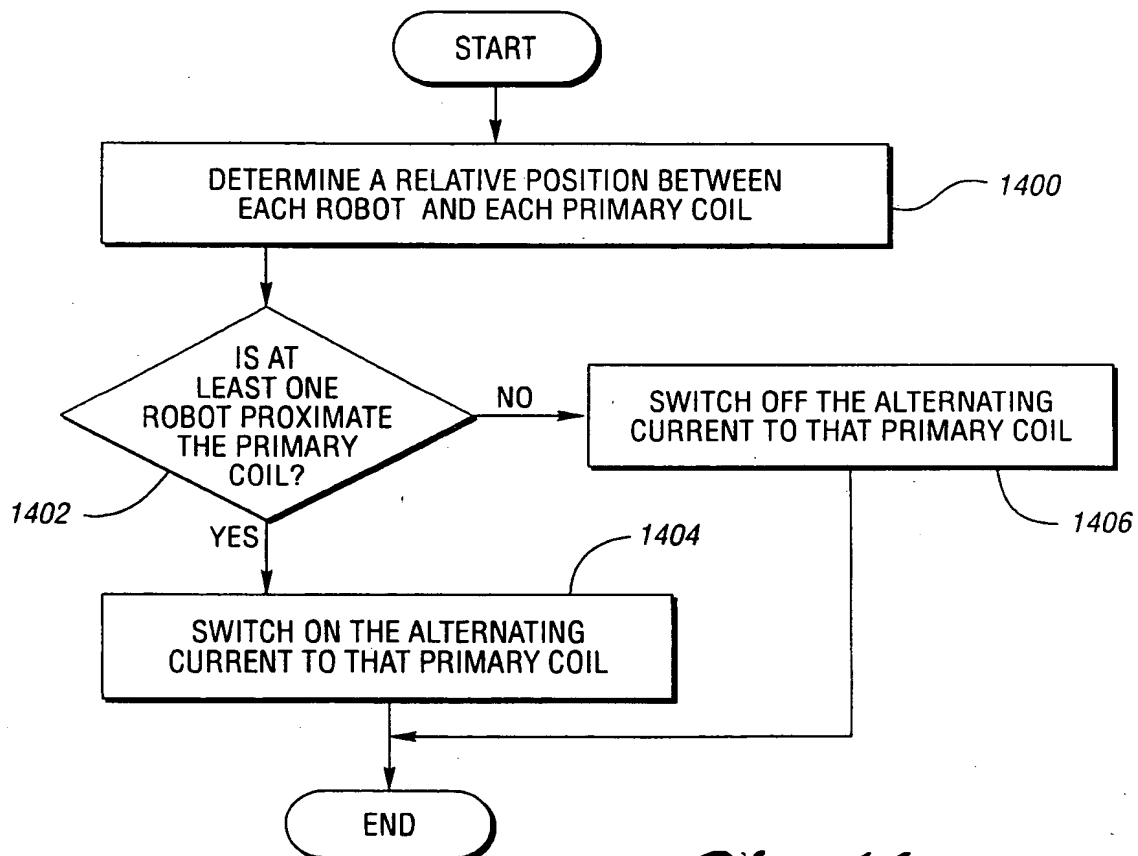 START
DETERMINE A RELATIVE POSITION BETWEEN
EACH ROBOT AND EACH PRIMARY COIL
1400
IS AT
LEAST ONE
ROBOT PROXIMATE
THE PRIMARY
COIL?
1402
NO
SWITCH OFF THE ALTERNATING
CURRENT TO THAT PRIMARY COIL
1406
YES
1404
SWITCH ON THE ALTERNATING
CURRENT TO THAT PRIMARY COIL
END